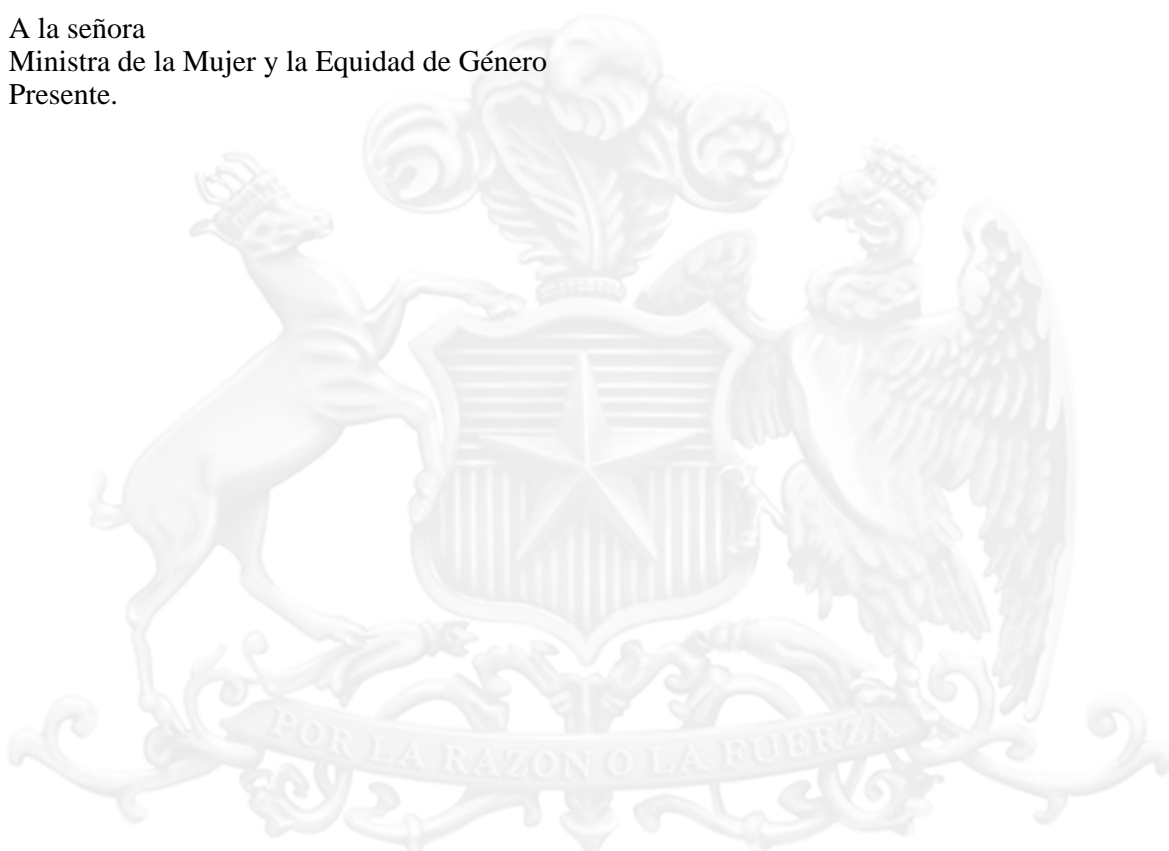 A la señora
Ministra de la Mujer y la Equidad de Género
Presente.
POR LA RAZON O LA FUERZA